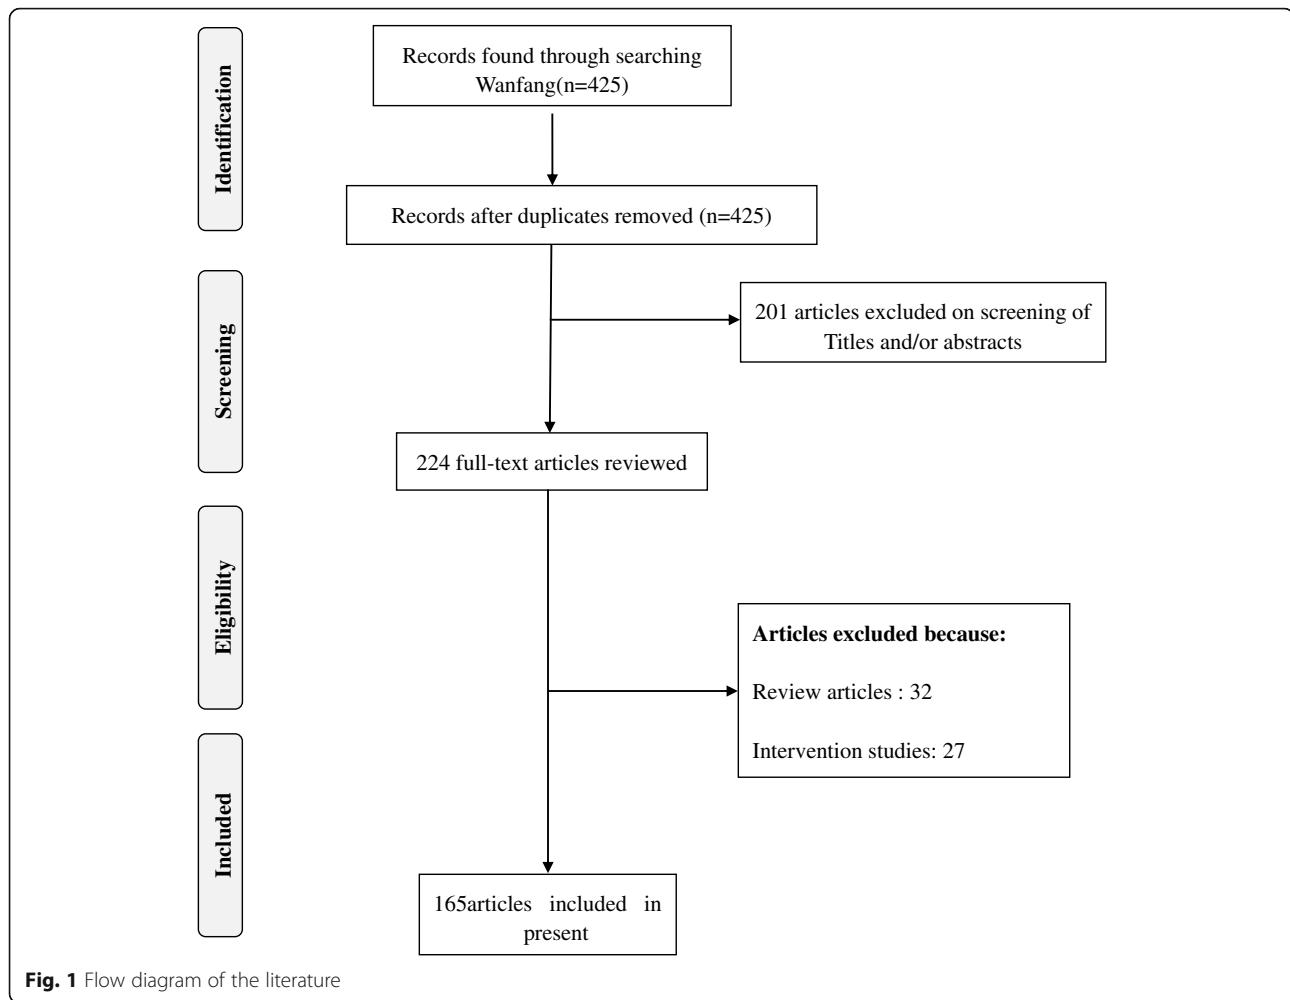 Identification
Records found through searching
Wanfang(n=425)
Records after duplicates removed (n=425)
Screening
201 articles excluded on screening of
Titles and/or abstracts
224 full-text articles reviewed
Eligibility
Articles excluded because:
Review articles : 32
Intervention studies: 27
Included
165articles included in
present
Fig. 1 Flow diagram of the literature